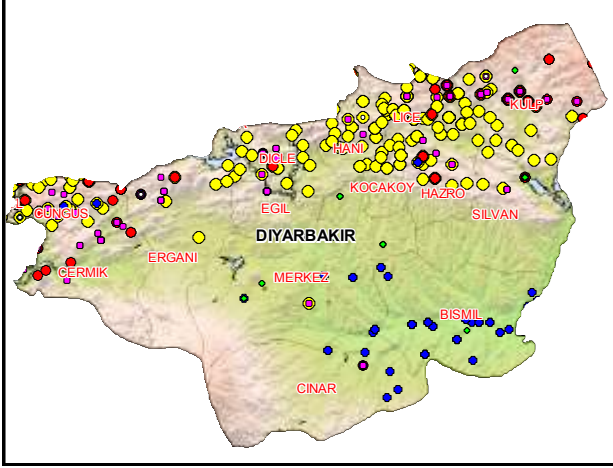 KULP
LICE
HANI
DICLE
KOCAKOY
HAZRO
EGIL
SILVAN
CUNGUS
DIYARBAKIR
ERGANI
CERMIK
MERKEZ
BISMIL
CINAR